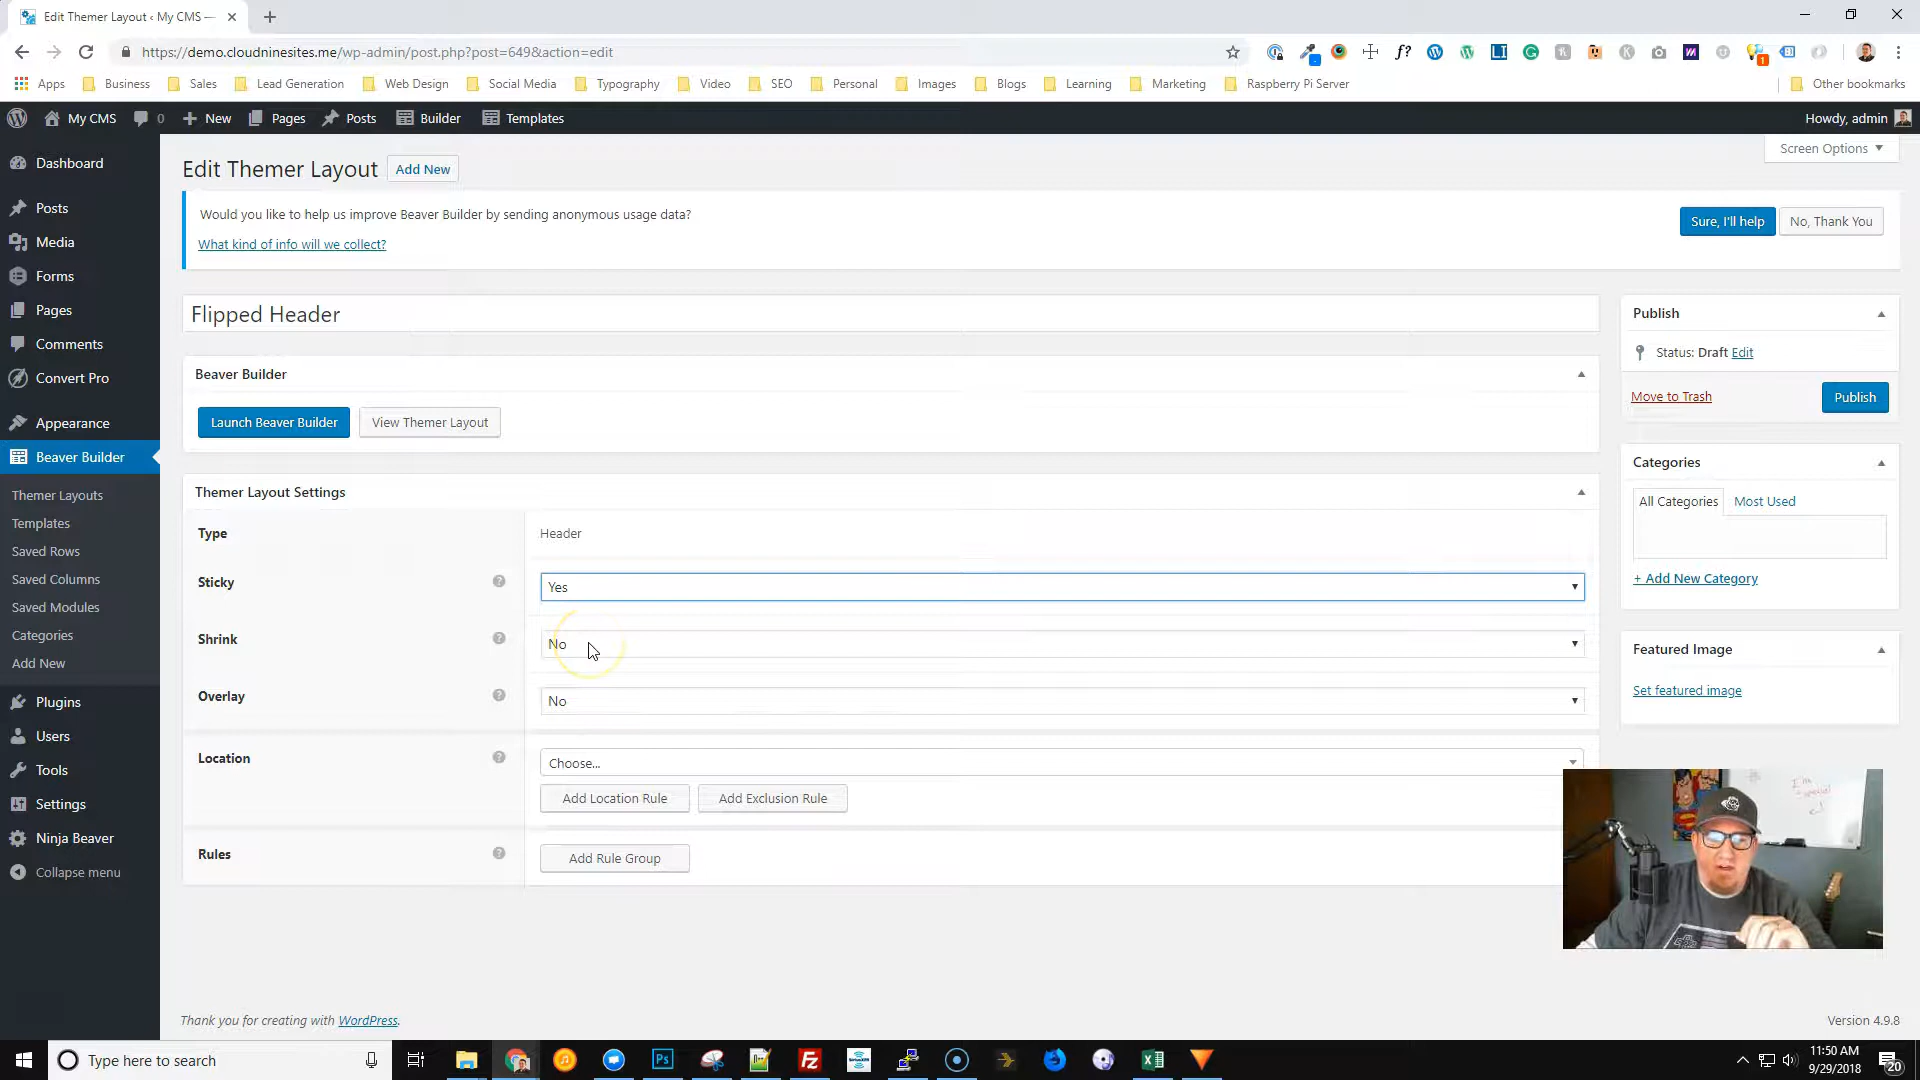 Edit Themer Layout ‹ My CMS —
https://demo.cloudninesites.me/wp-admin/post.php?post=649&action=edit
Apps Business Sales Lead Generation Web Design Social Media Typography Video SEO Personal Images Blogs Learning Marketing Raspberry Pi Server Other bookmarks
My CMS 0 New Pages Posts Builder Templates Howdy, admin
Screen Options
Dashboard
Posts
Media
Forms
Pages
Comments
Convert Pro
Appearance
Beaver Builder
Themer Layouts
Templates
Saved Rows
Saved Columns
Saved Modules
Categories
Add New
Plugins
Users
Tools
Settings
Ninja Beaver
Collapse menu
Edit Themer Layout Add New
Would you like to help us improve Beaver Builder by sending anonymous usage data?
What kind of info will we collect?
Sure, I'll help No, Thank You
Flipped Header
Beaver Builder
Launch Beaver Builder View Themer Layout
Themer Layout Settings
Type Header
Sticky Yes
Shrink No
Overlay No
Location Choose...
Add Location Rule Add Exclusion Rule
Rules Add Rule Group
Publish
Status: Draft Edit
Move to Trash Publish
Categories
All Categories Most Used
+ Add New Category
Featured Image
Set featured image
I'm
special
Thank you for creating with WordPress.
Version 4.9.8
Type here to search
11:50 AM
9/29/2018
20